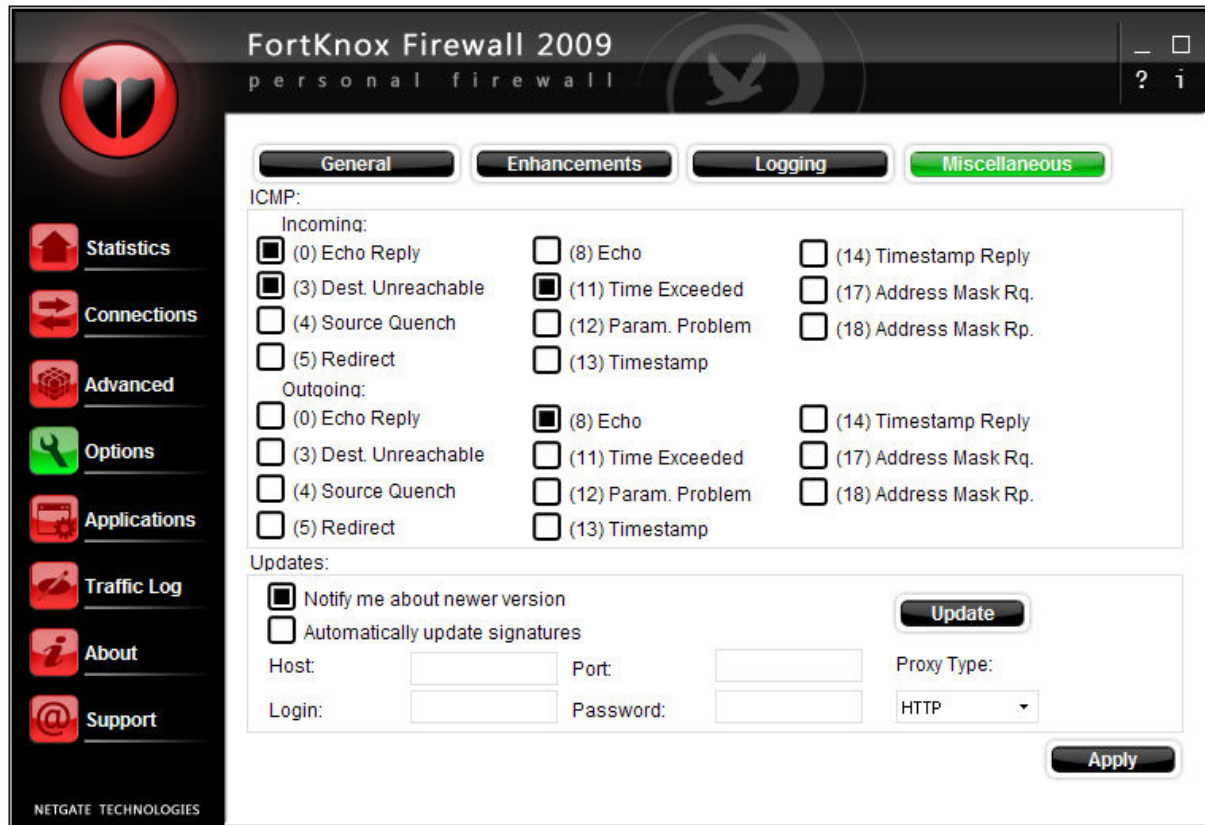 FortKnox Firewall 2009
personal firewall
? i
General Enhancements Logging Miscellaneous
Statistics
Connections
Advanced
Options
Applications
Traffic Log
About
Support
NETGATE TECHNOLOGIES
ICMP:
Incoming:
(0) Echo Reply (8) Echo (14) Timestamp Reply
(3) Dest. Unreachable (11) Time Exceeded (17) Address Mask Rq.
(4) Source Quench (12) Param. Problem (18) Address Mask Rp.
(5) Redirect (13) Timestamp
Outgoing:
(0) Echo Reply (8) Echo (14) Timestamp Reply
(3) Dest. Unreachable (11) Time Exceeded (17) Address Mask Rq.
(4) Source Quench (12) Param. Problem (18) Address Mask Rp.
(5) Redirect (13) Timestamp
Updates:
Notify me about newer version
Update
Automatically update signatures
Host: Port: Proxy Type:
Login: Password: HTTP
Apply